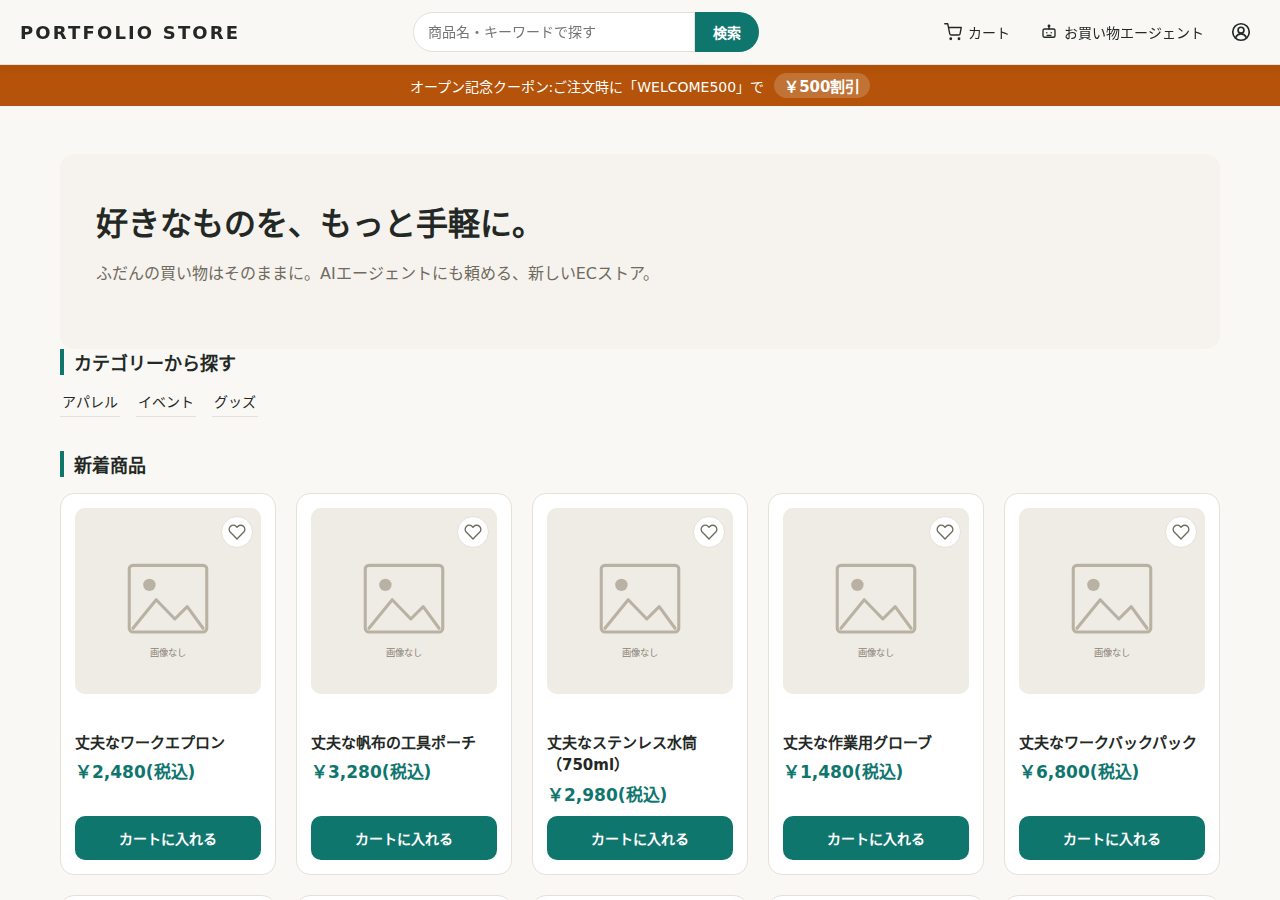 PORTFOLIO STORE
商品名・キーワードで探す
検索
カート
お買い物エージェント
オープン記念クーポン:ご注文時に「WELCOME500」で ￥500割引
好きなものを、もっと手軽に。
ふだんの買い物はそのままに。AIエージェントにも頼める、新しいECストア。
カテゴリーから探す
アパレル イベント グッズ
新着商品
画像なし
丈夫なワークエプロン
￥2,480(税込)
カートに入れる
画像なし
丈夫な帆布の工具ポーチ
￥3,280(税込)
カートに入れる
画像なし
丈夫なステンレス水筒
（750ml）
￥2,980(税込)
カートに入れる
画像なし
丈夫な作業用グローブ
￥1,480(税込)
カートに入れる
画像なし
丈夫なワークバックパック
￥6,800(税込)
カートに入れる